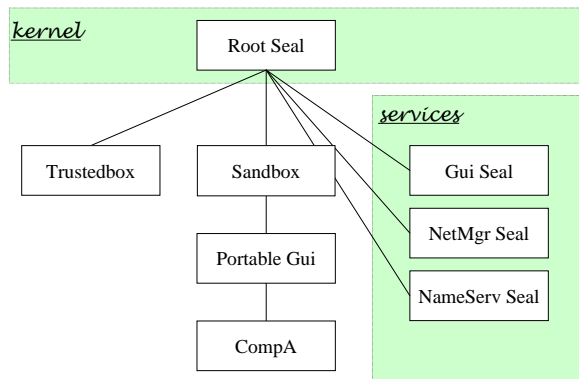 kernel
Root Seal
services
Trustedbox
Sandbox
Gui Seal
Portable Gui
NetMgr Seal
NameServ Seal
CompA